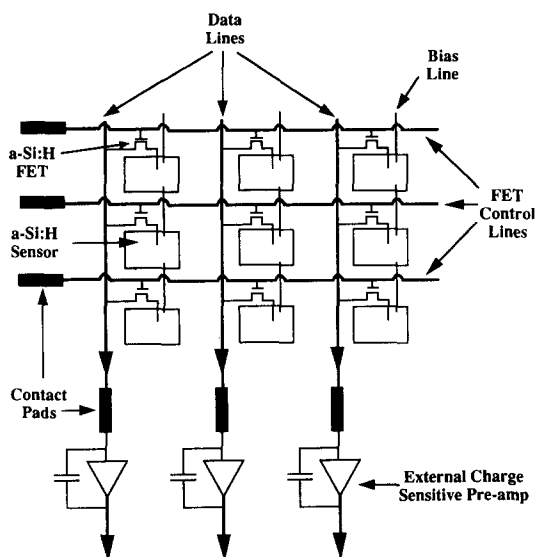 Data
Lines
Bias
Line
a-Si:H
FET
FET
Control
Lines
a-Si:H
Sensor
Contact
Pads
External Charge
Sensitive Pre-amp